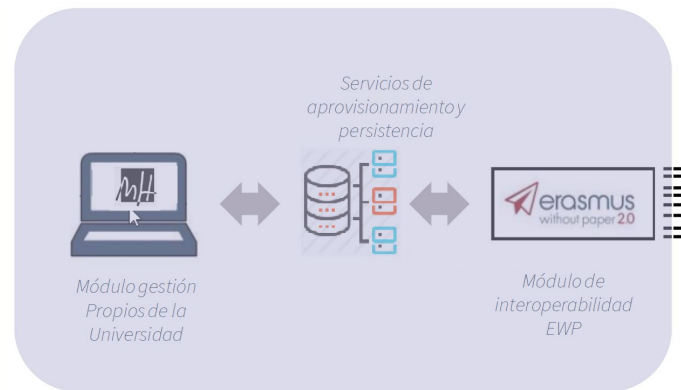 Servicios de
aprovisionamiento y
persistencia
erasmus
without paper 2.0
Módulo gestión
Propios de la
Universidad
Módulo de
interoperabilidad
EWP